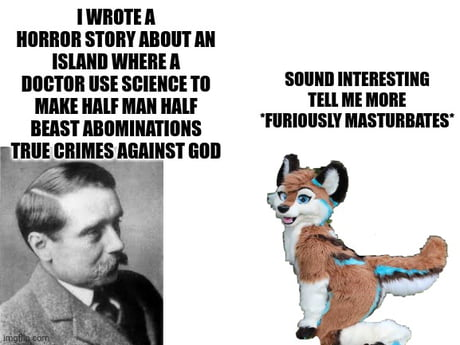 I WROTE A
HORROR STORY ABOUT AN
ISLAND WHERE A
DOCTOR USE SCIENCE TO
MAKE HALF MAN HALF
BEAST ABOMINATIONS
TRUE CRIMES AGAINST GOD
SOUND INTERESTING
TELL ME MORE
*FURIOUSLY MASTURBATES*
imgflip.com